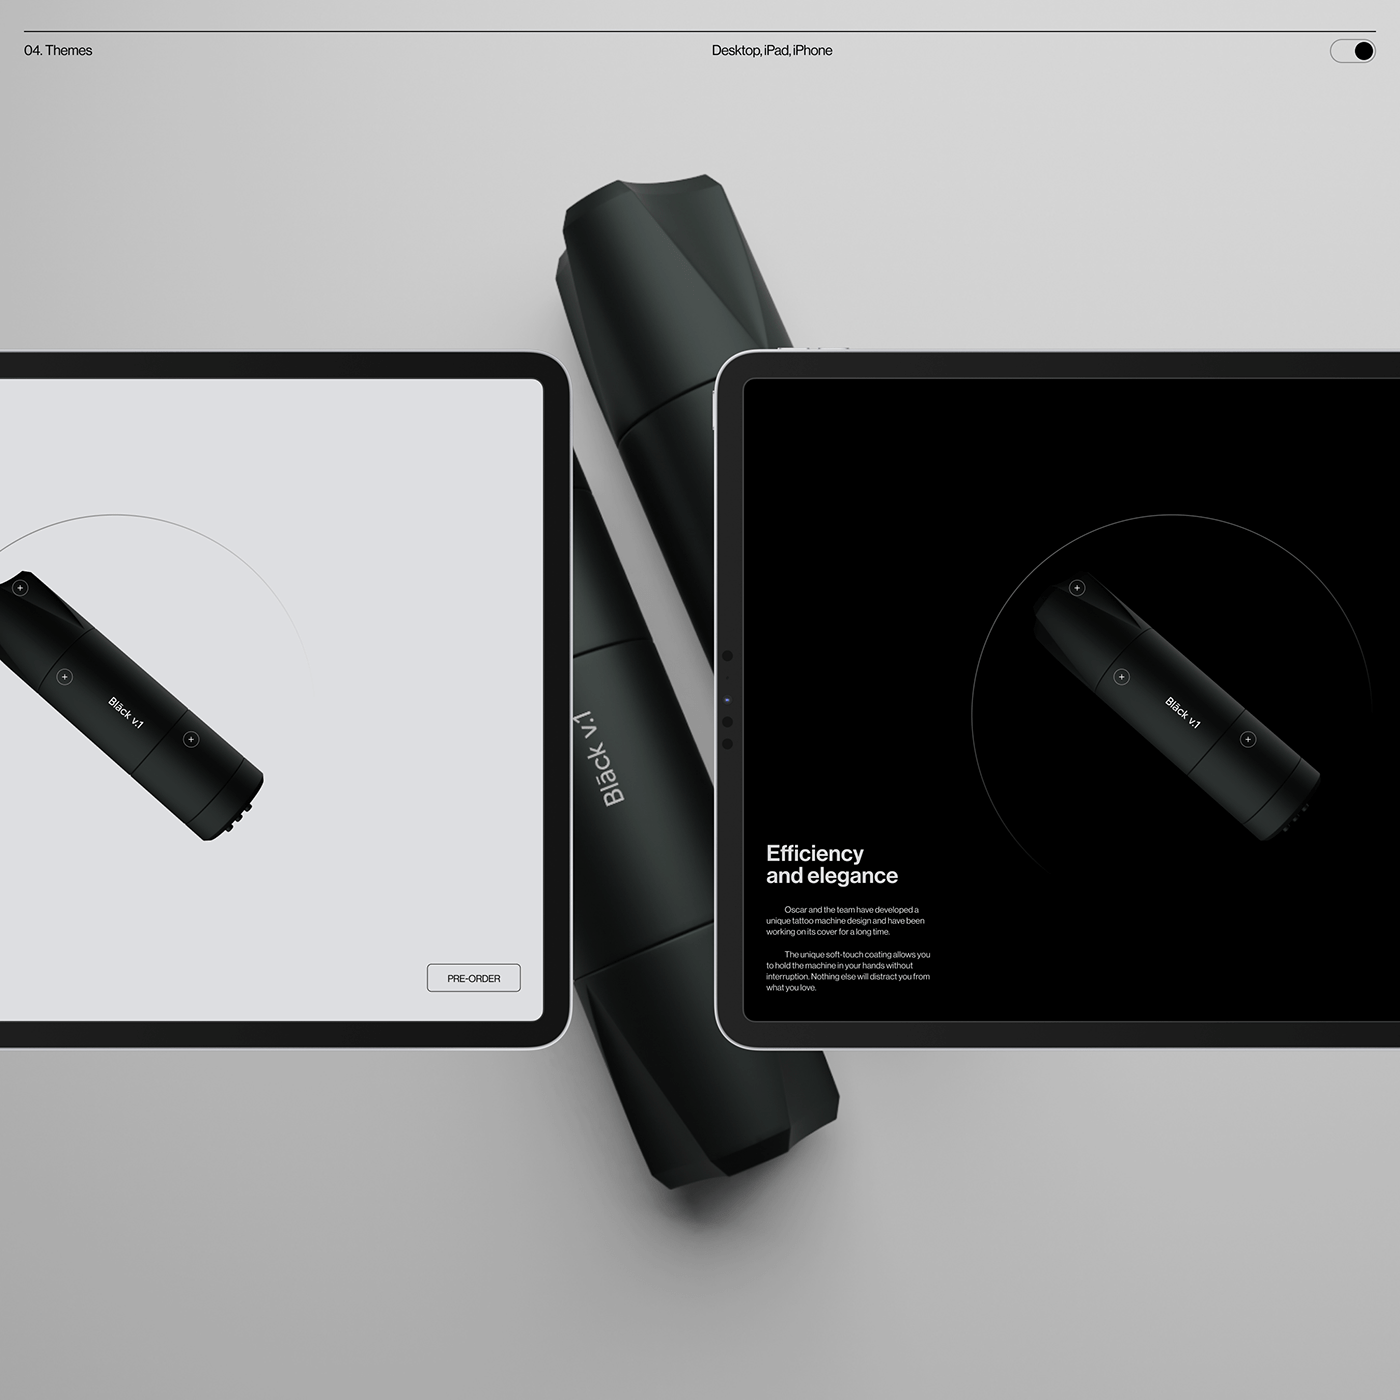 04. Themes
Desktop, iPad, iPhone
Bläck v.1
PRE-ORDER
Bläck v.1
Bläck v.1
Efficiency
and elegance
Oscar and the team have developed a
unique tattoo machine design and have been
working on its cover for a long time.
The unique soft-touch coating allows you
to hold the machine in your hands without
interruption. Nothing else will distract you from
what you love.